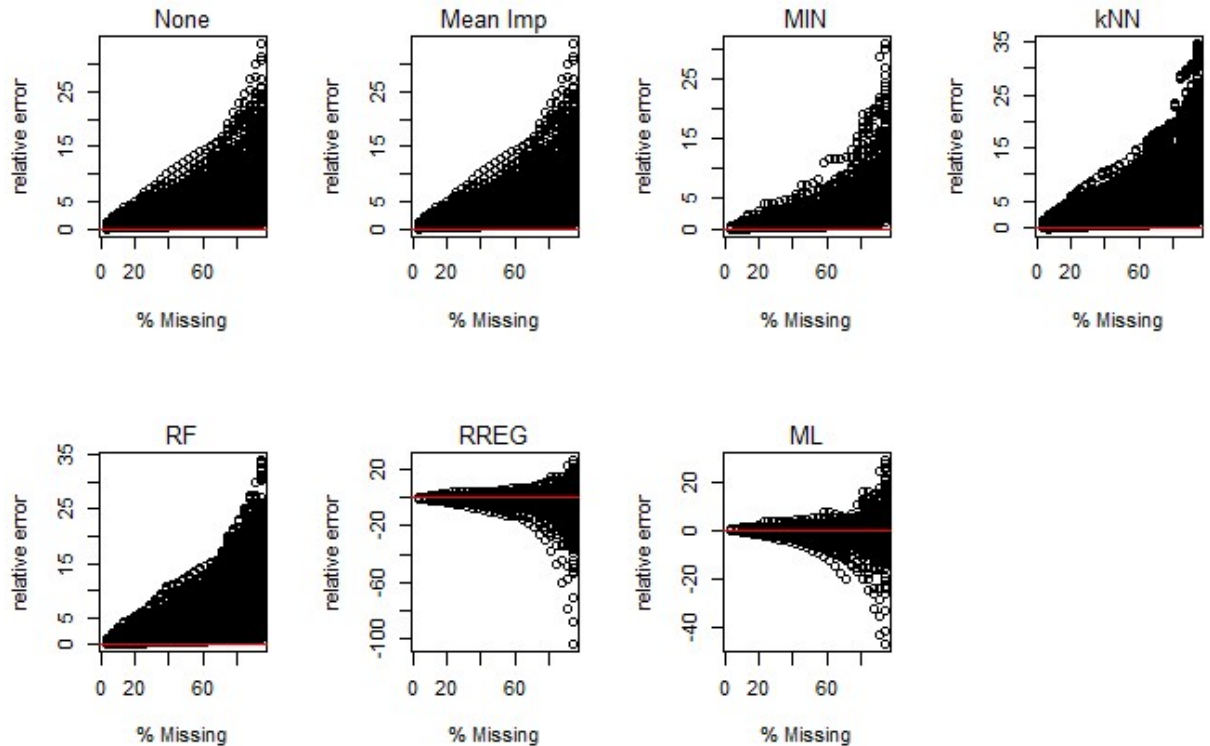 None
relative error
0 5 15 25
0 20 60
% Missing
Mean Imp
relative error
0 5 15 25
0 20 60
% Missing
MIN
relative error
0 5 15 25
0 20 60
% Missing
kNN
relative error
0 5 15 25 35
0 20 60
% Missing
RF
relative error
0 5 15 25 35
0 20 60
% Missing
RREG
relative error
-100 -60 -20 20
0 20 60
% Missing
ML
relative error
-40 -20 0 20
0 20 60
% Missing